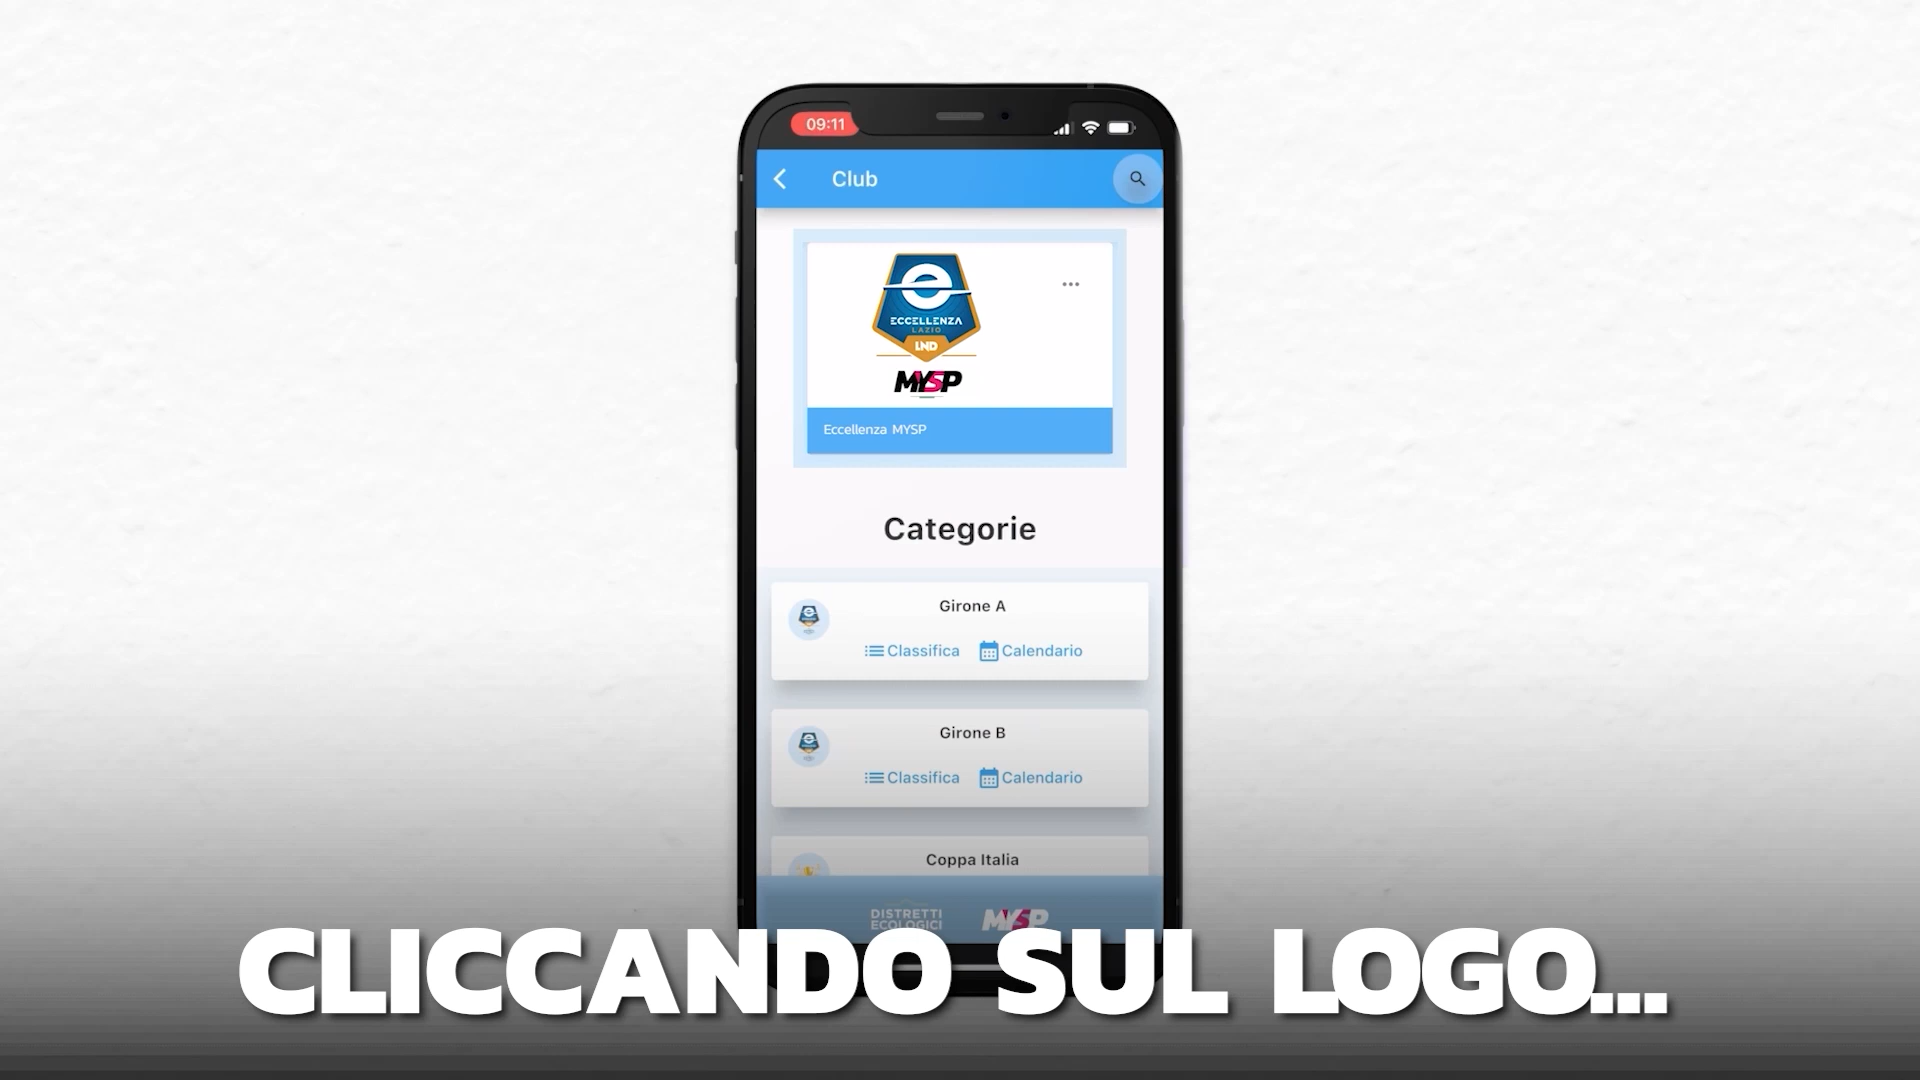 09:11
Club
e
ECCELLENZA
LAZIO
LND
MYSP
Eccellenza MYSP
Categorie
Girone A
Classifica Calendario
Girone B
Classifica Calendario
Coppa Italia
DISTRETTI
ECOLOGICI
MYSP
CLICCANDO SUL LOGO...